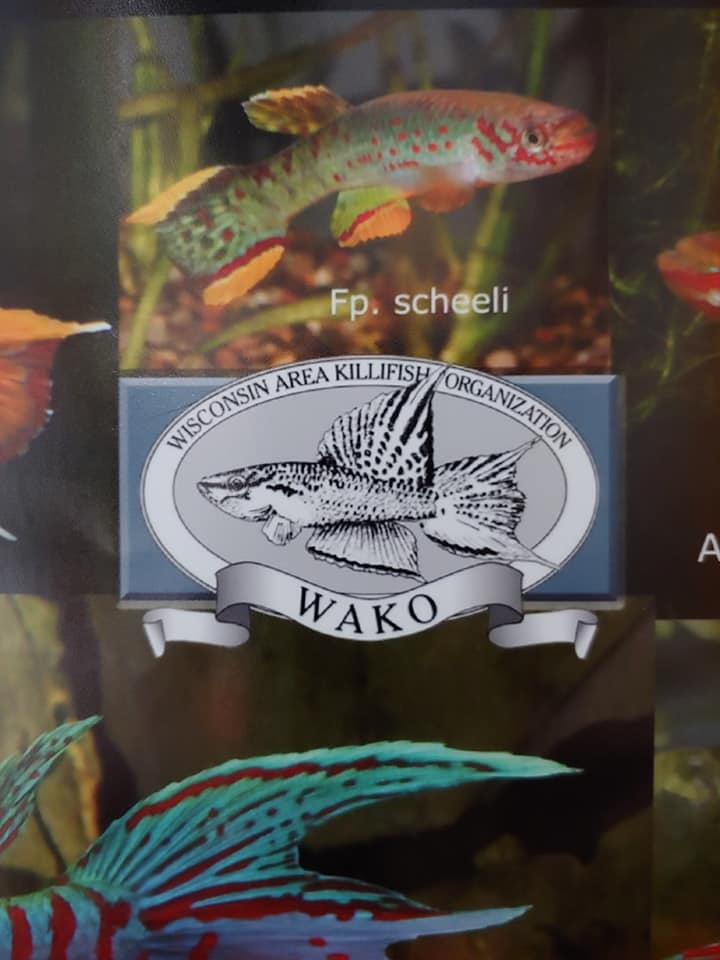 Fp. scheeli
WISCONSIN AREA KILLIFISH ORGANIZATION
A
WAKO